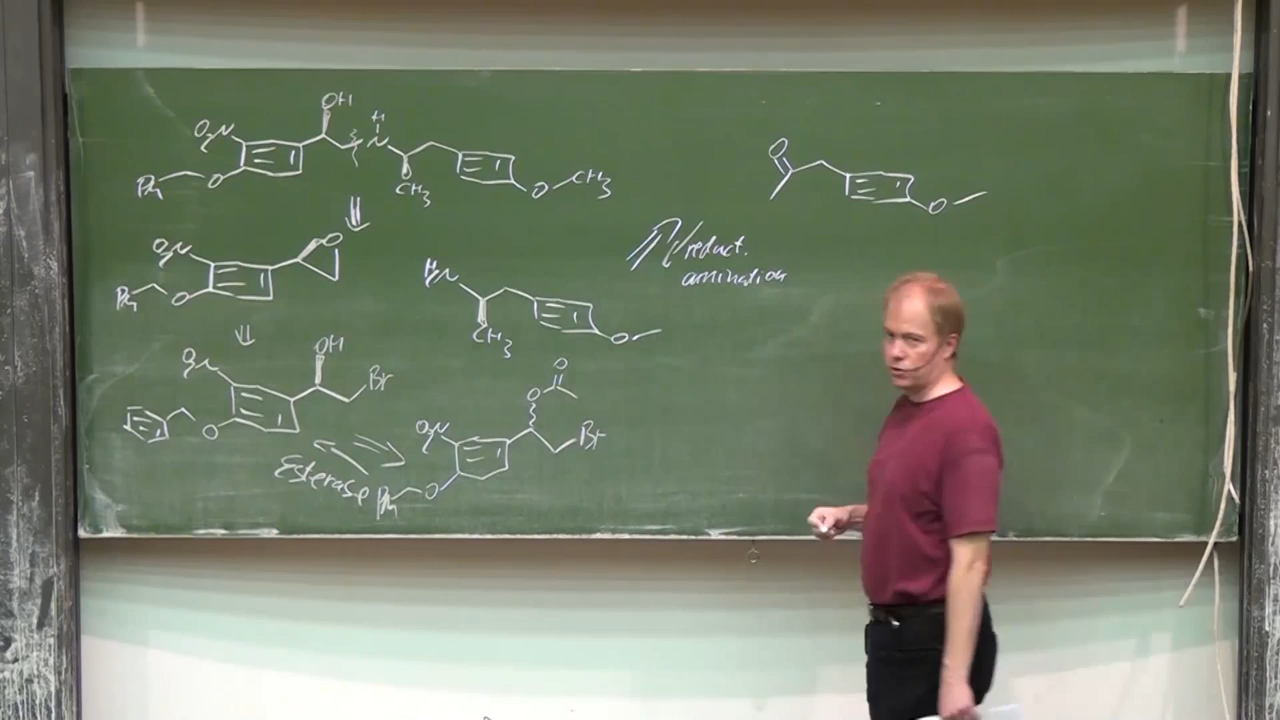 OH
H
O₂N
N
Ph
O
CH₃
O
CH₃
O
O₂N
Ph
O
H₂N
CH₃
O
O
O
reduct.
amination
OH
O₂N
Br
O
O
O
O₂N
Br
Ph
O
Esterase